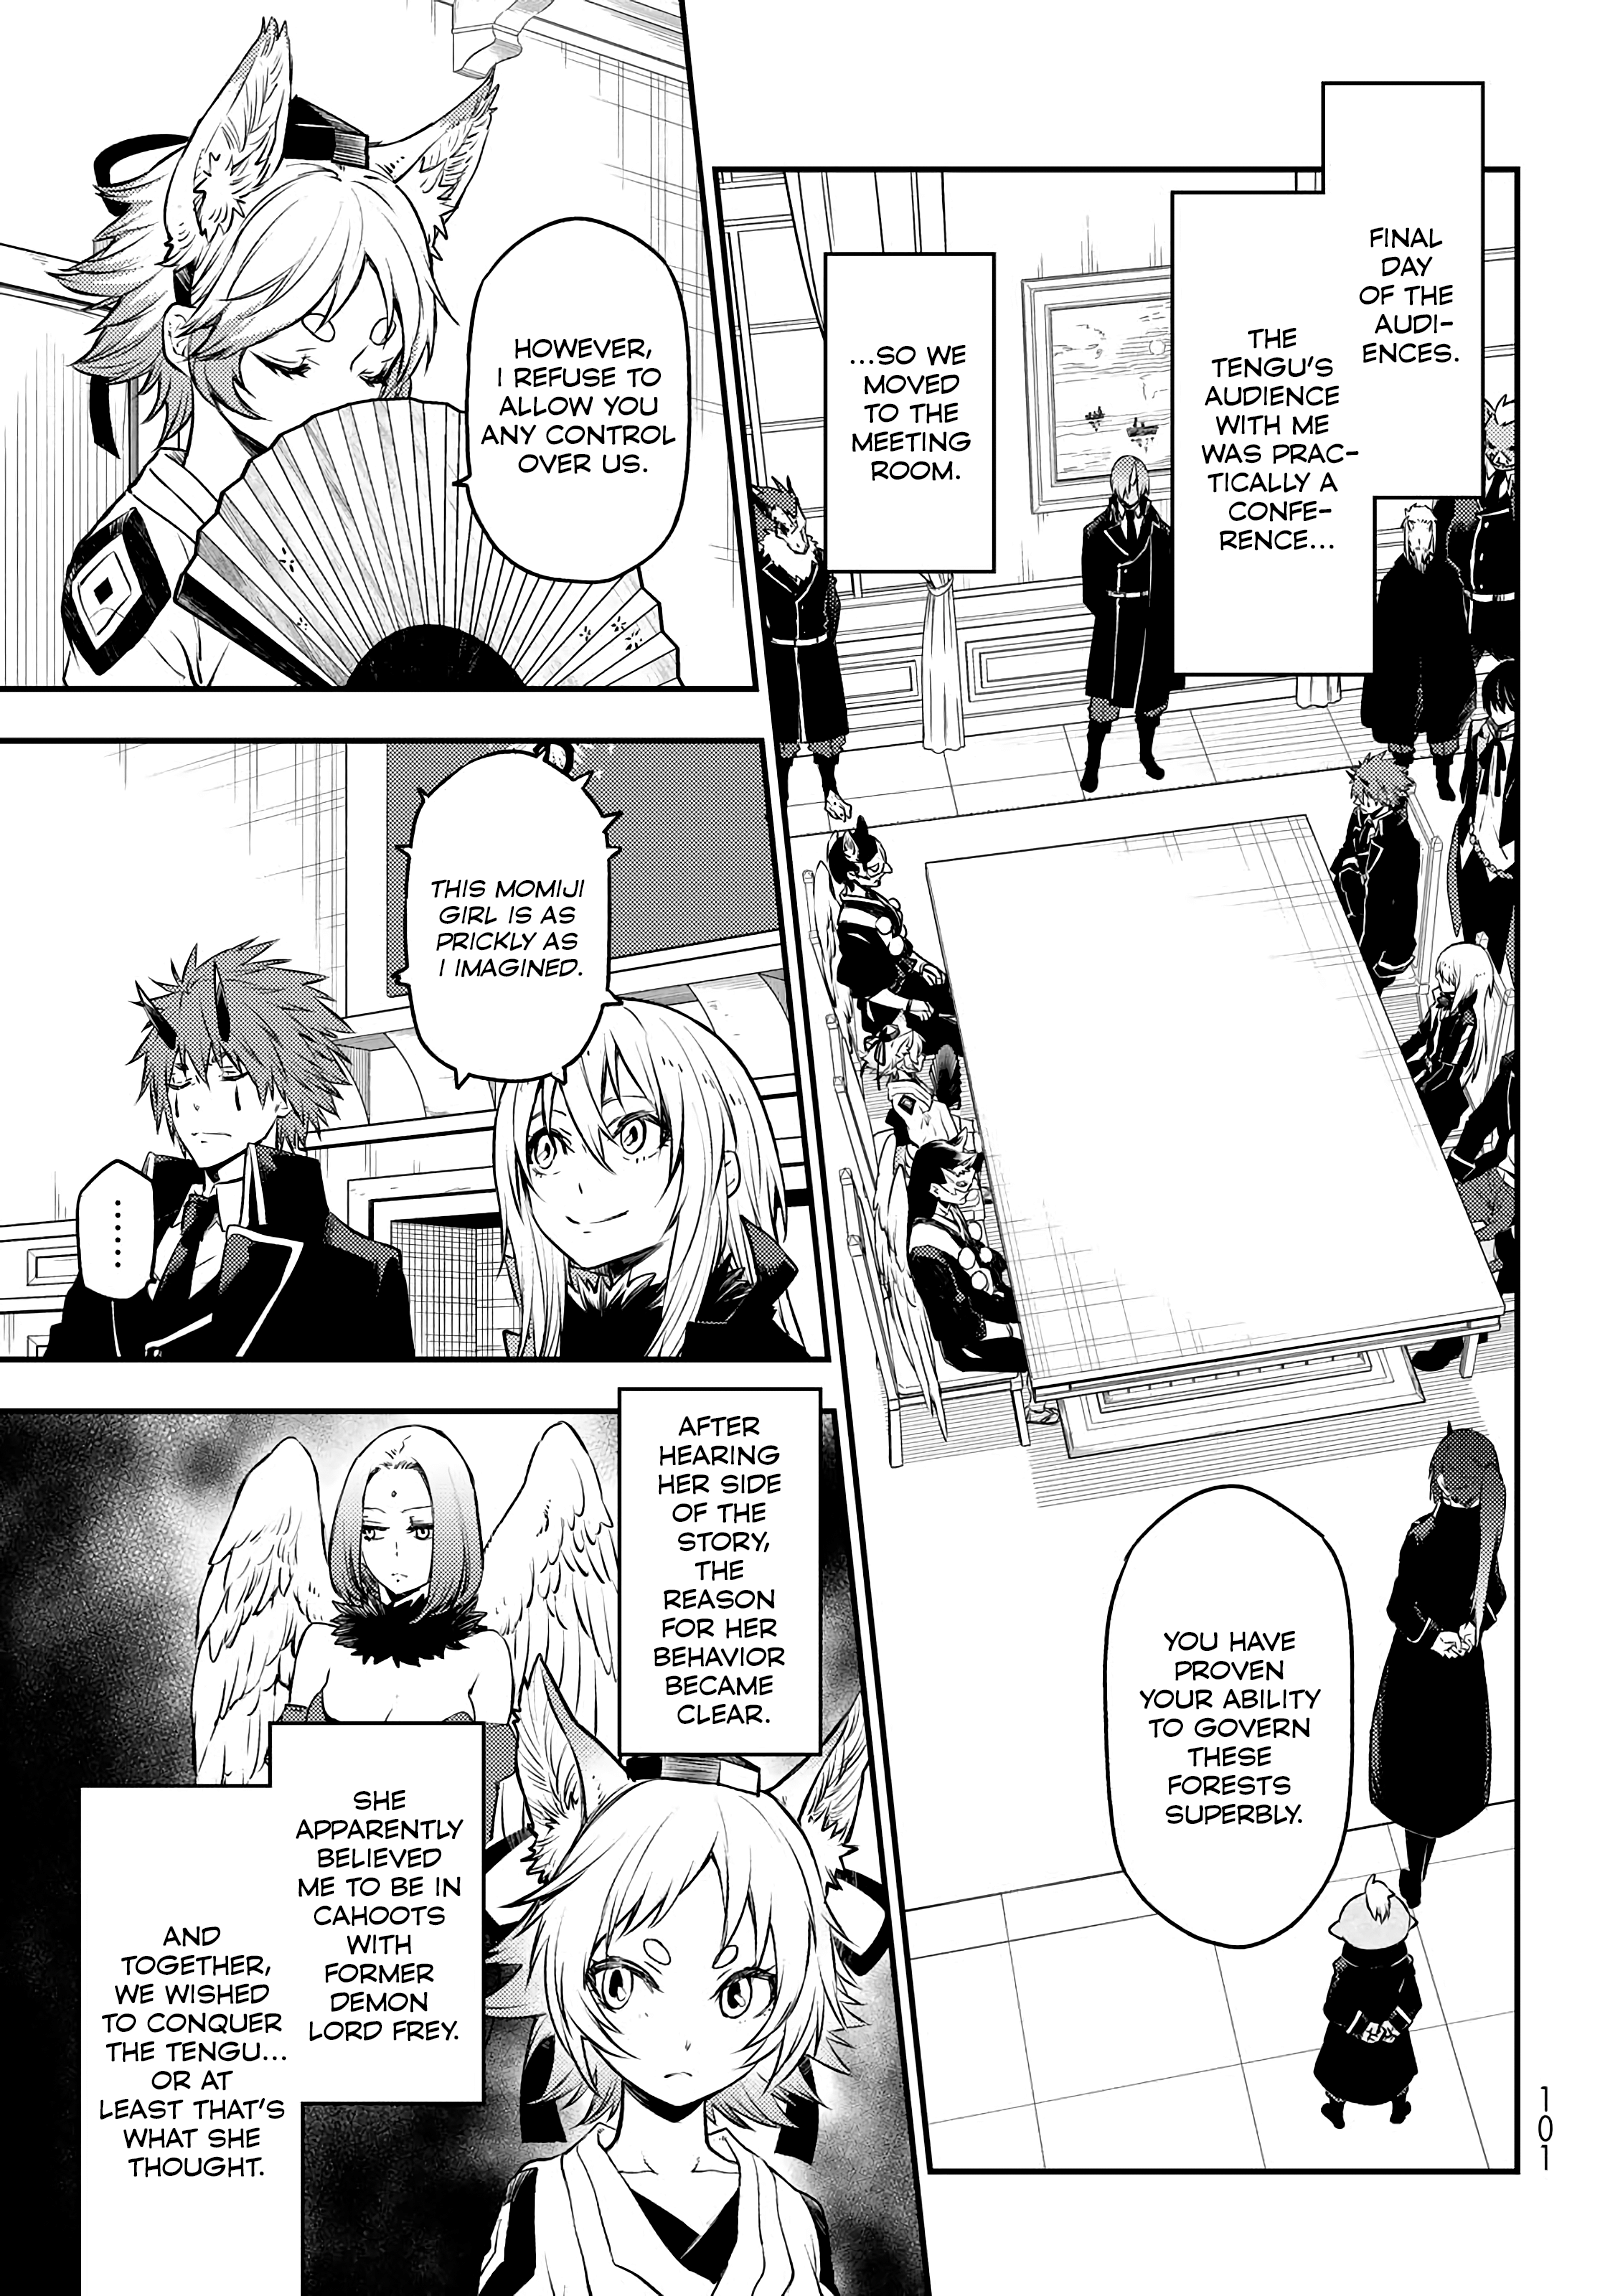 FINAL
DAY
OF THE
AUDI-
ENCES.
THE
TENGU'S
AUDIENCE
WITH ME
WAS PRAC-
TICALLY A
CONFE-
RENCE...
...SO WE
MOVED
TO THE
MEETING
ROOM.
YOU HAVE
PROVEN
YOUR ABILITY
TO GOVERN
THESE
FORESTS
SUPERBLY.
HOWEVER,
I REFUSE TO
ALLOW YOU
ANY CONTROL
OVER US.
THIS MOMIJI
GIRL IS AS
PRICKLY AS
I IMAGINED.
......
AFTER
HEARING
HER SIDE
OF THE
STORY,
THE
REASON
FOR HER
BEHAVIOR
BECAME
CLEAR.
SHE
APPARENTLY
BELIEVED
ME TO BE IN
CAHOOTS
WITH
FORMER
DEMON
LORD FREY.
AND
TOGETHER,
WE WISHED
TO CONQUER
THE TENGU...
OR AT
LEAST THAT'S
WHAT SHE
THOUGHT.
101